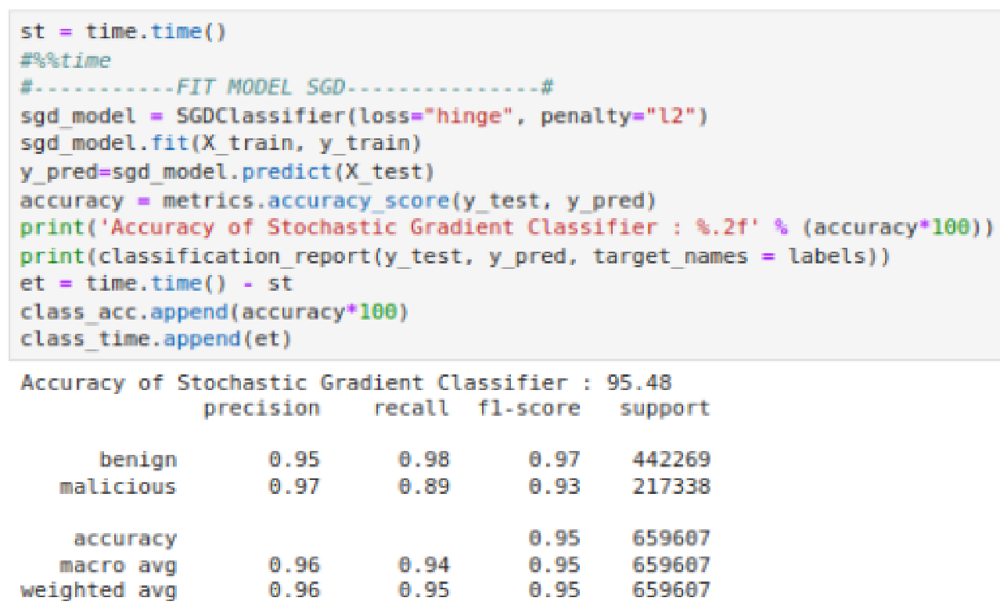 st = time.time()
#%%time
#-----------FIT MODEL SGD---------------#
sgd_model = SGDClassifier(loss="hinge", penalty="l2")
sgd_model.fit(X_train, y_train)
y_pred=sgd_model.predict(X_test)
accuracy = metrics.accuracy_score(y_test, y_pred)
print('Accuracy of Stochastic Gradient Classifier : %.2f' % (accuracy*100))
print(classification_report(y_test, y_pred, target_names = labels))
et = time.time() - st
class_acc.append(accuracy*100)
class_time.append(et)
Accuracy of Stochastic Gradient Classifier : 95.48
precision recall f1-score support
benign 0.95 0.98 0.97 442269
malicious 0.97 0.89 0.93 217338
accuracy 0.95 659607
macro avg 0.96 0.94 0.95 659607
weighted avg 0.96 0.95 0.95 659607